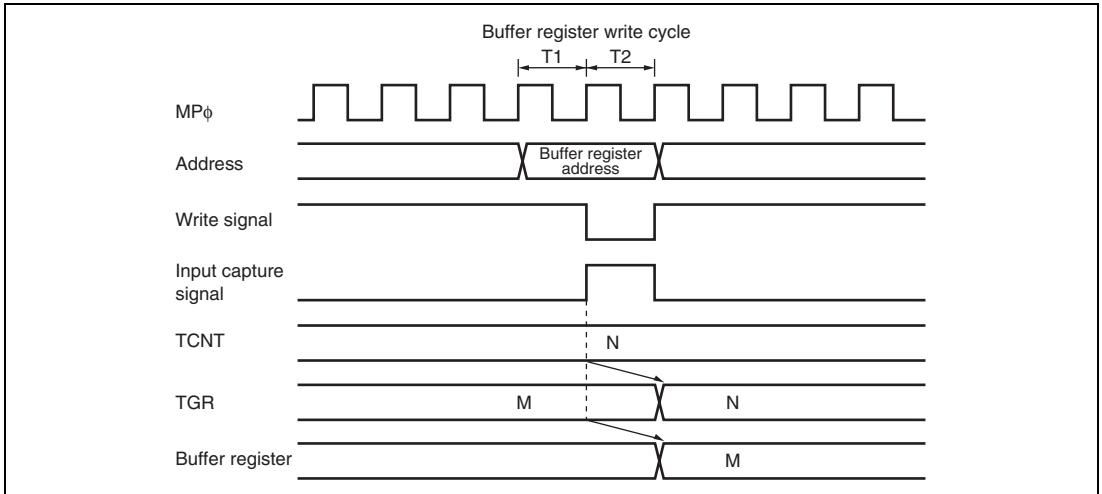 Buffer register write cycle
T1 T2
MPϕ
Address
Buffer register
address
Write signal
Input capture
signal
TCNT
N
TGR
M N
Buffer register
M